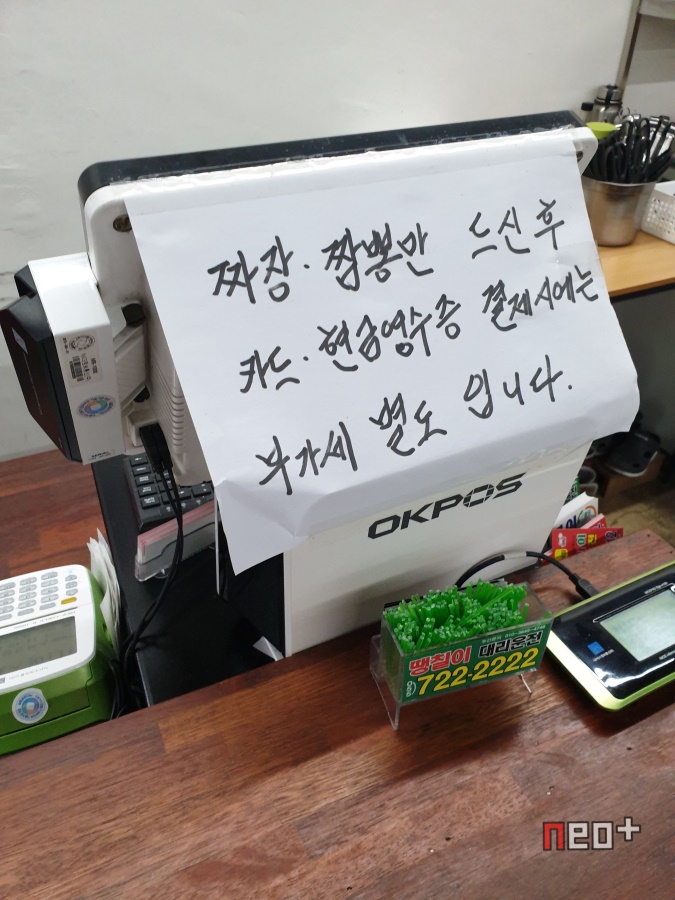 짜장·짬뽕만 드신 후
카드·현금영수증 결제시에는
부가세 별도 입니다.
OKPOS
땡칠이 대리운전
722-2222
neo+